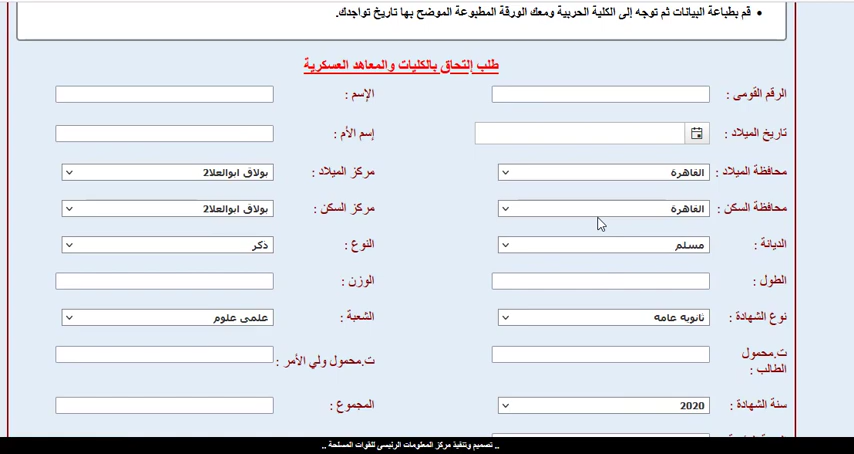 قم بطباعة البيانات ثم توجه إلى الكلية الحربية ومعك الورقة المطبوعة الموضح بها تاريخ تواجدك.
طلب إلتحاق بالكليات والمعاهد العسكرية
الرقم القومى :
الإسم :
تاريخ الميلاد :
إسم الأم :
محافظة الميلاد : القاهرة
مركز الميلاد : بولاق ابوالعلا2
محافظة السكن : القاهرة
مركز السكن : بولاق ابوالعلا2
الديانة : مسلم
النوع : ذكر
الطول :
الوزن :
نوع الشهادة : ثانويه عامه
الشعبة : علمى علوم
ت.محمول
الطالب :
ت.محمول ولي الأمر :
سنة الشهادة : 2020
المجموع :
.. تصميم وتنفيذ مركز المعلومات الرئيسى للقوات المسلحة ..